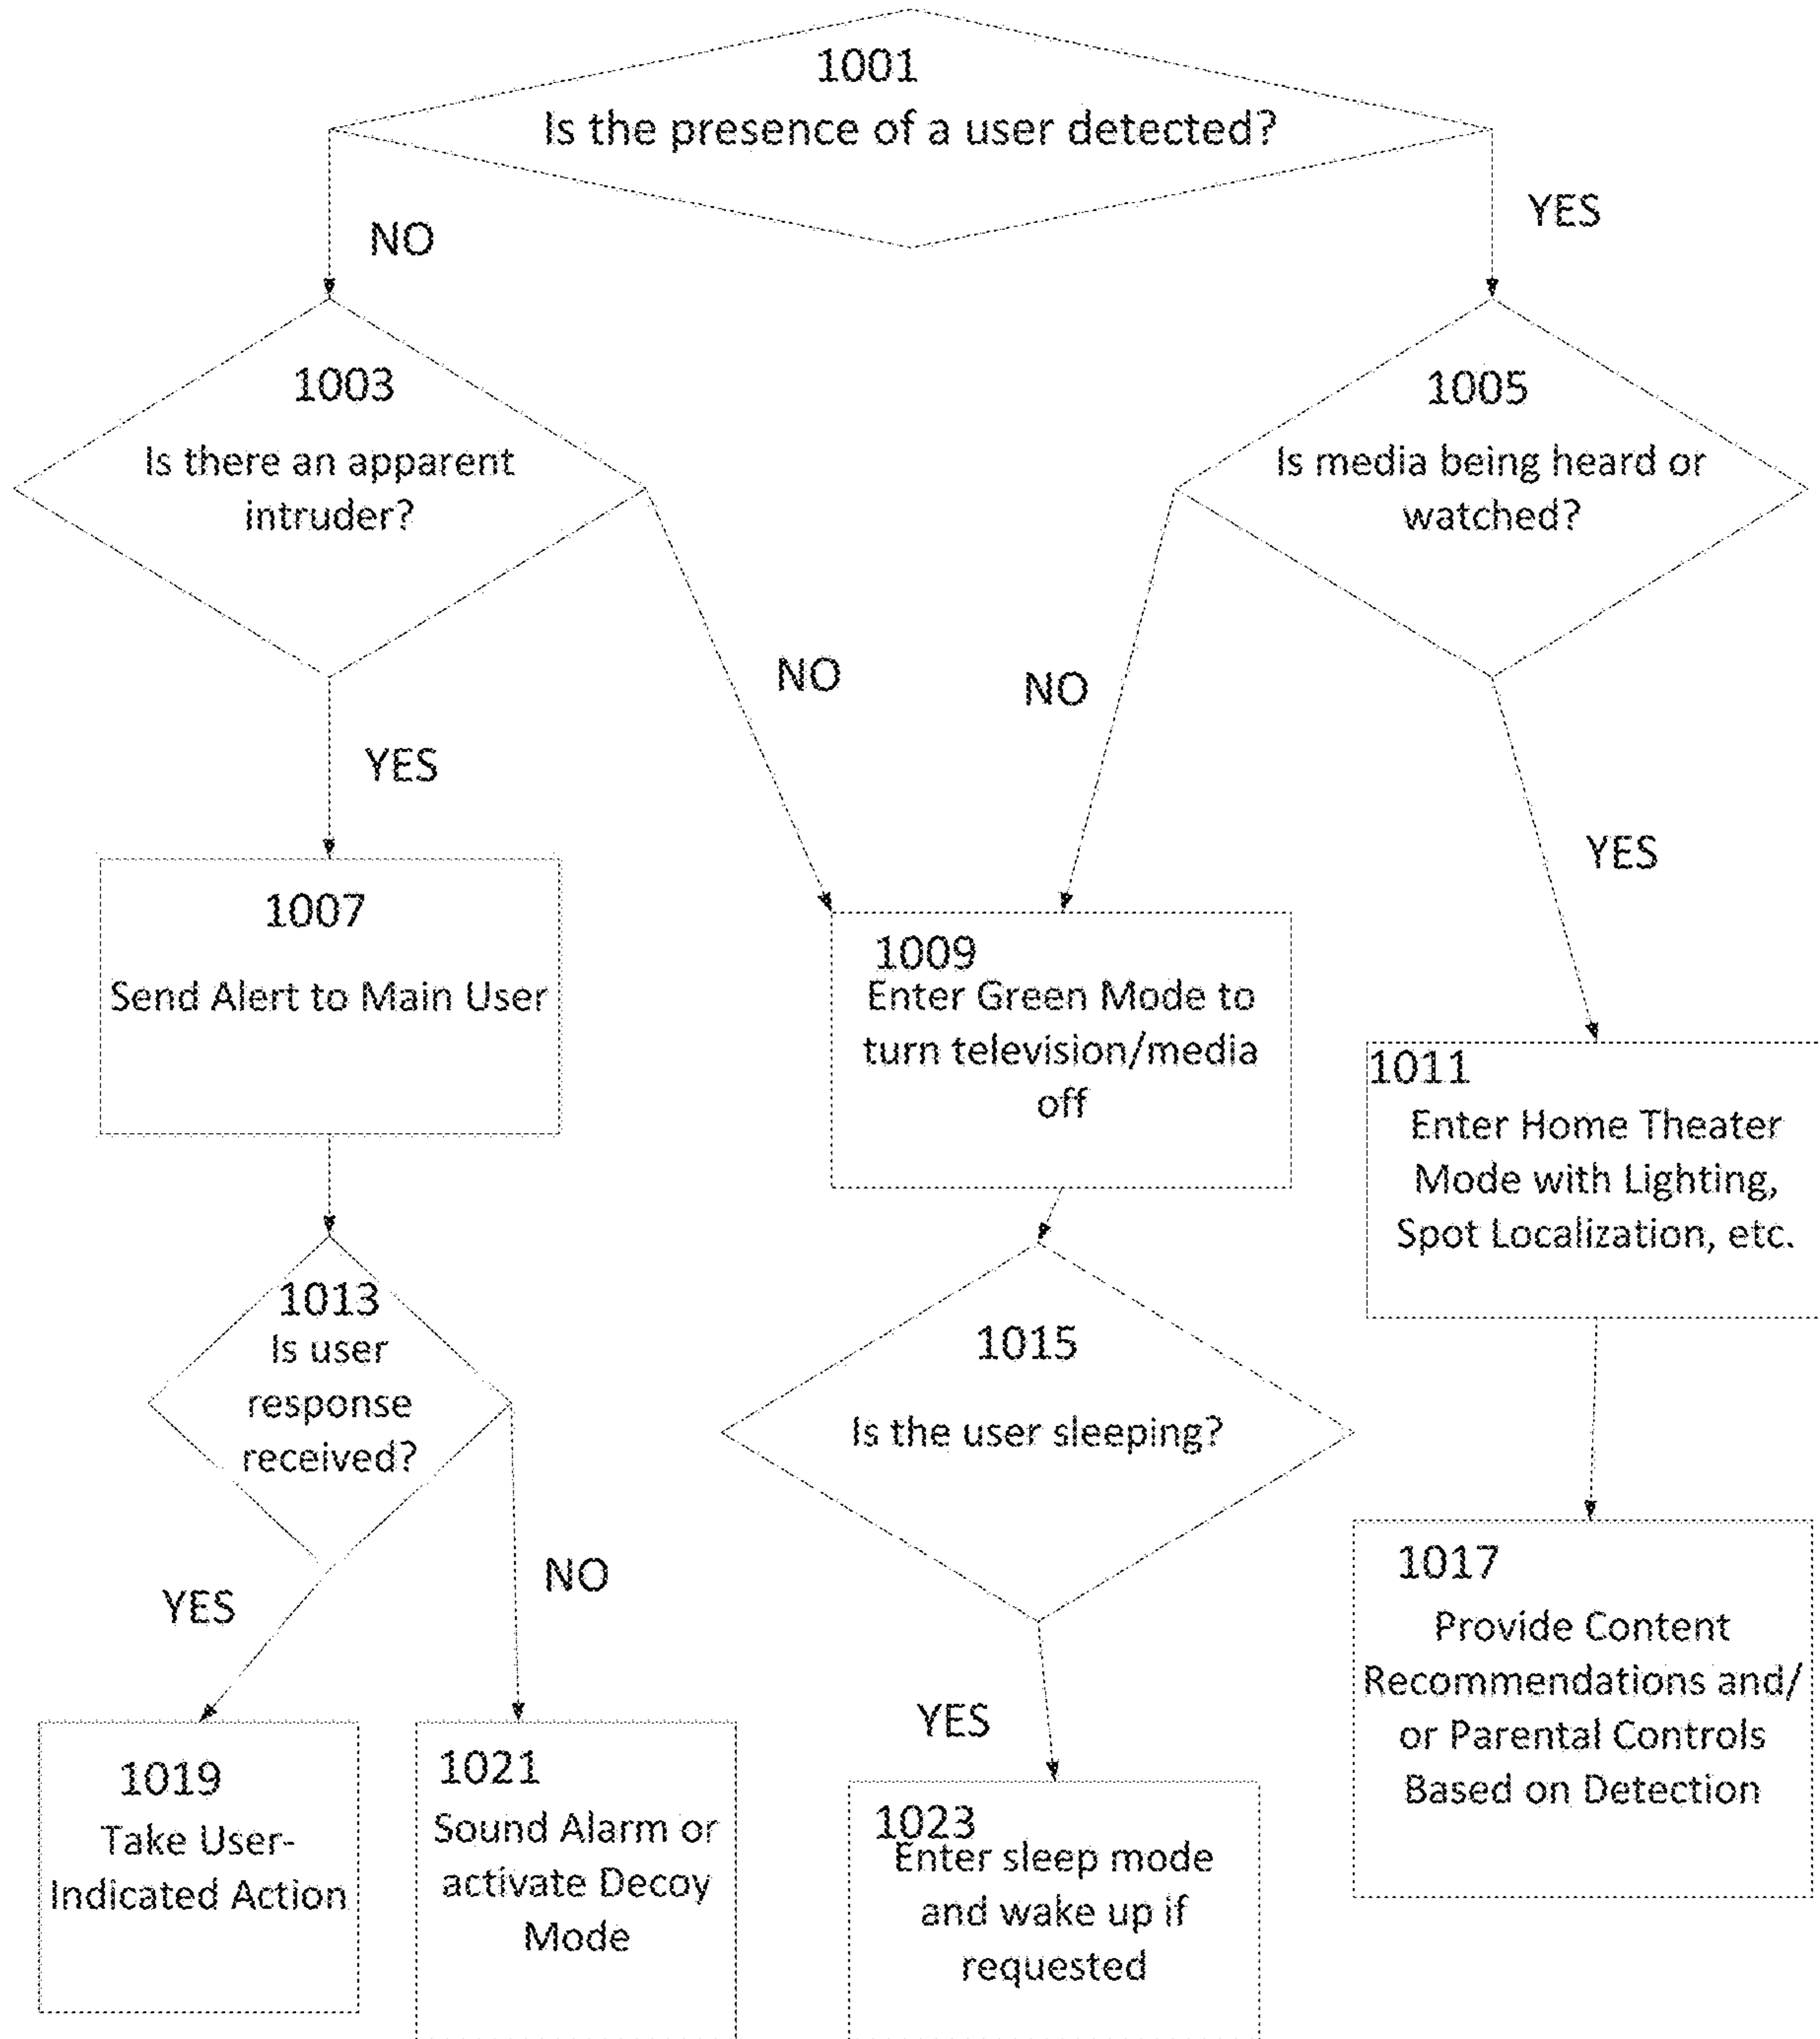 1001
Is the presence of a user detected?
NO
YES
1003
Is there an apparent
intruder?
1005
Is media being heard or
watched?
NO
NO
YES
YES
1007
Send Alert to Main User
1009
Enter Green Mode to
turn television/media
off
1011
Enter Home Theater
Mode with Lighting,
Spot Localization, etc.
1013
Is user
response
received?
1015
Is the user sleeping?
YES
NO
YES
1017
Provide Content
Recommendations and/
or Parental Controls
Based on Detection
1019
Take User-
Indicated Action
1021
Sound Alarm or
activate Decoy
Mode
1023
Enter sleep mode
and wake up if
requested